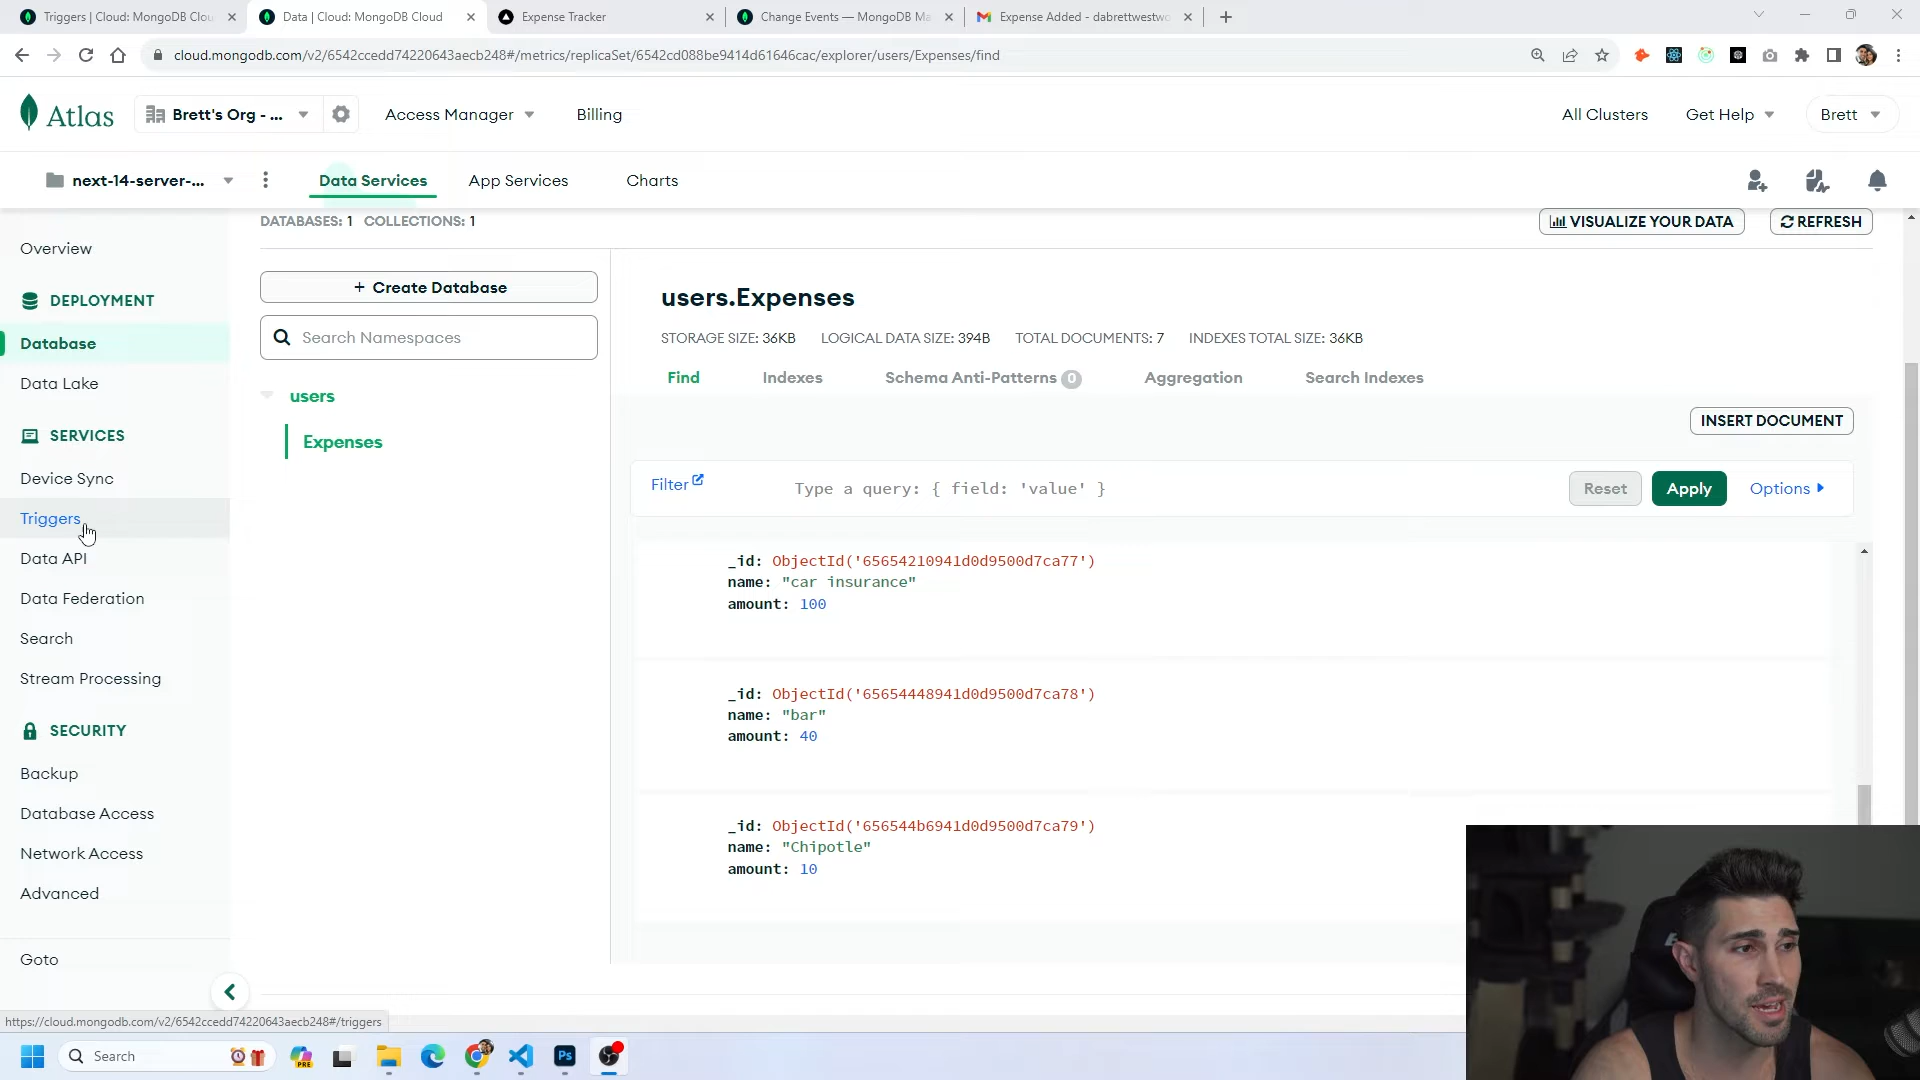 Triggers | Cloud: MongoDB Clou
Data | Cloud: MongoDB Cloud
Expense Tracker
Change Events — MongoDB Ma
Expense Added - dabrettwestwo
cloud.mongodb.com/v2/6542ccedd74220643aecb248#/metrics/replicaSet/6542cd088be9414d61646cac/explorer/users/Expenses/find
Atlas
Brett's Org - ...
Access Manager
Billing
All Clusters
Get Help
Brett
next-14-server-...
Data Services
App Services
Charts
DATABASES: 1 COLLECTIONS: 1
VISUALIZE YOUR DATA
REFRESH
Overview
DEPLOYMENT
Database
Data Lake
SERVICES
Device Sync
Triggers
Data API
Data Federation
Search
Stream Processing
SECURITY
Backup
Database Access
Network Access
Advanced
Goto
+ Create Database
Search Namespaces
users
Expenses
users.Expenses
STORAGE SIZE: 36KB LOGICAL DATA SIZE: 394B TOTAL DOCUMENTS: 7 INDEXES TOTAL SIZE: 36KB
Find
Indexes
Schema Anti-Patterns 0
Aggregation
Search Indexes
INSERT DOCUMENT
Filter
Type a query: { field: 'value' }
Reset
Apply
Options
_id: ObjectId('65654210941d0d9500d7ca77')
name: "car insurance"
amount: 100
_id: ObjectId('65654448941d0d9500d7ca78')
name: "bar"
amount: 40
_id: ObjectId('656544b6941d0d9500d7ca79')
name: "Chipotle"
amount: 10
https://cloud.mongodb.com/v2/6542ccedd74220643aecb248#/triggers
Search
PRE
Ps